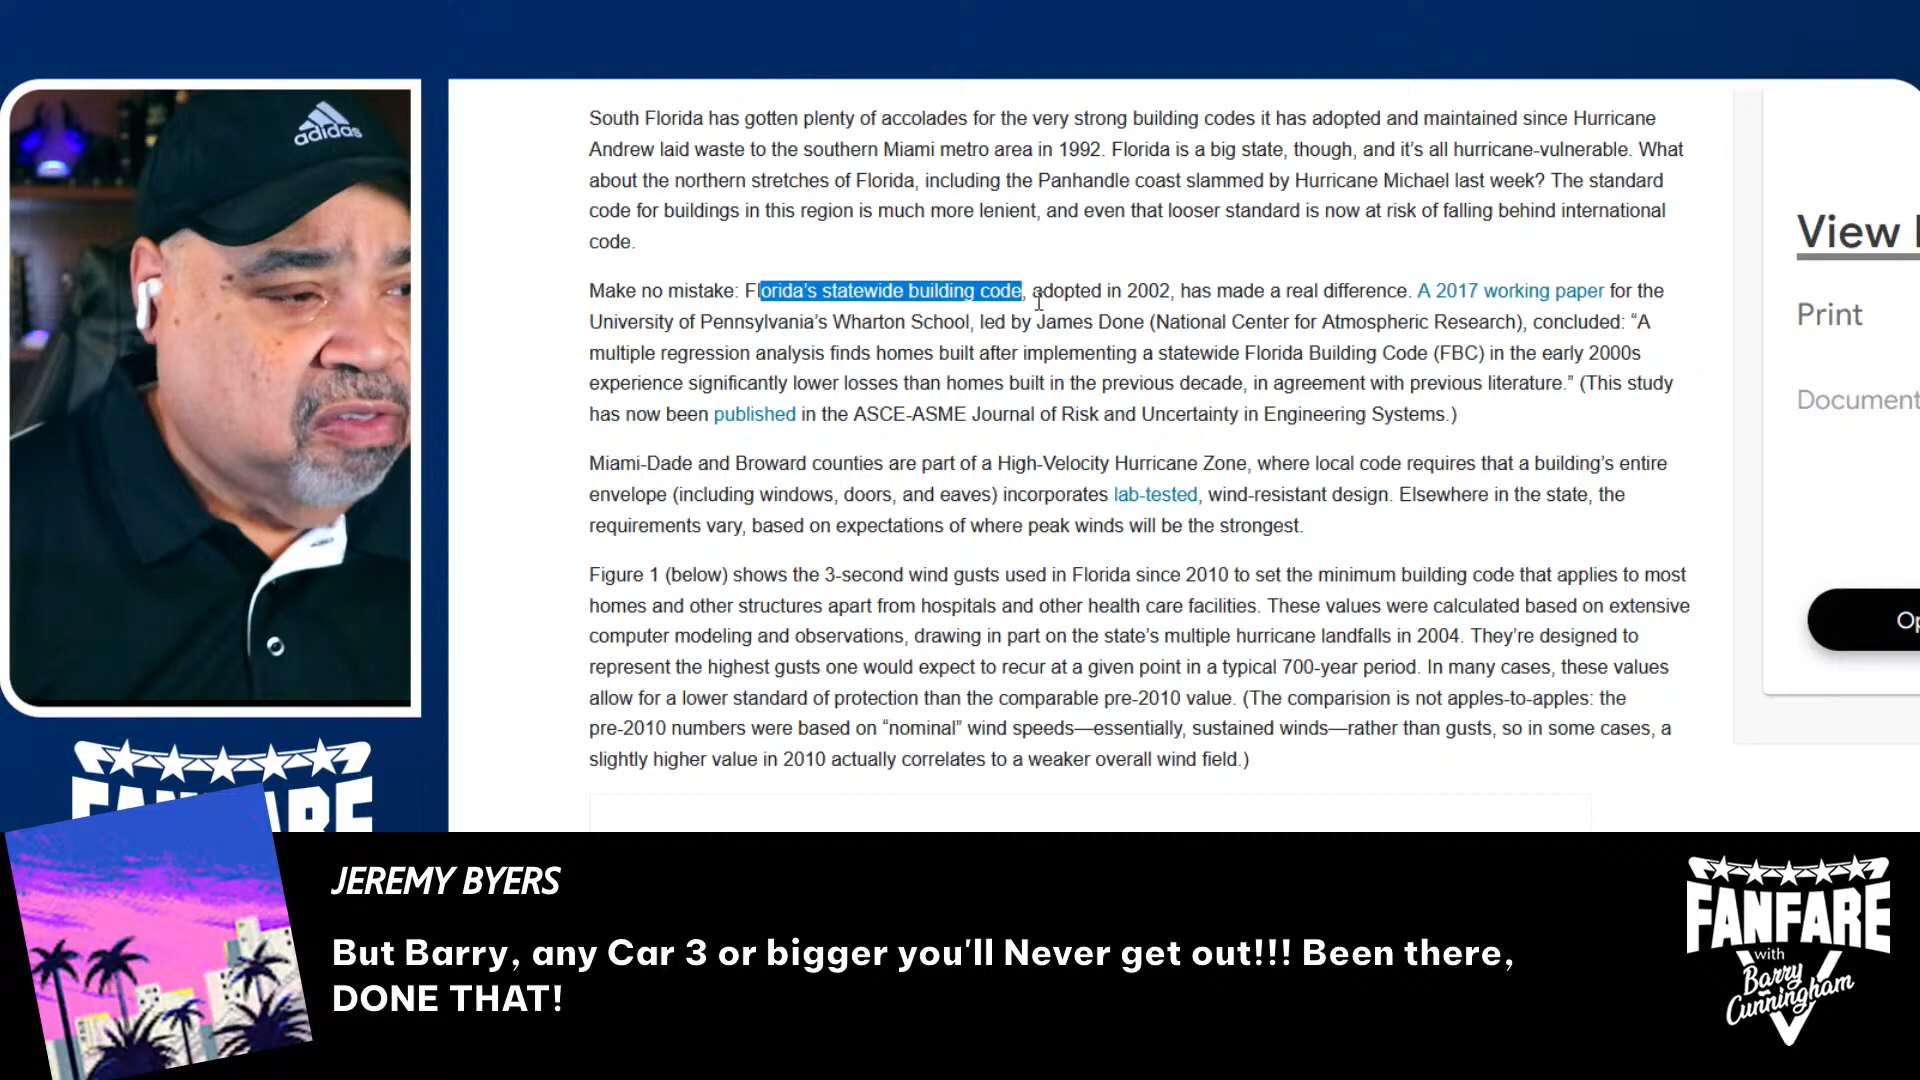 adidas
South Florida has gotten plenty of accolades for the very strong building codes it has adopted and maintained since Hurricane
Andrew laid waste to the southern Miami metro area in 1992. Florida is a big state, though, and it’s all hurricane-vulnerable. What
about the northern stretches of Florida, including the Panhandle coast slammed by Hurricane Michael last week? The standard
code for buildings in this region is much more lenient, and even that looser standard is now at risk of falling behind international
code.
Make no mistake: Florida’s statewide building code, adopted in 2002, has made a real difference. A 2017 working paper for the
University of Pennsylvania’s Wharton School, led by James Done (National Center for Atmospheric Research), concluded: “A
multiple regression analysis finds homes built after implementing a statewide Florida Building Code (FBC) in the early 2000s
experience significantly lower losses than homes built in the previous decade, in agreement with previous literature.” (This study
has now been published in the ASCE-ASME Journal of Risk and Uncertainty in Engineering Systems.)
Miami-Dade and Broward counties are part of a High-Velocity Hurricane Zone, where local code requires that a building’s entire
envelope (including windows, doors, and eaves) incorporates lab-tested, wind-resistant design. Elsewhere in the state, the
requirements vary, based on expectations of where peak winds will be the strongest.
Figure 1 (below) shows the 3-second wind gusts used in Florida since 2010 to set the minimum building code that applies to most
homes and other structures apart from hospitals and other health care facilities. These values were calculated based on extensive
computer modeling and observations, drawing in part on the state’s multiple hurricane landfalls in 2004. They’re designed to
represent the highest gusts one would expect to recur at a given point in a typical 700-year period. In many cases, these values
allow for a lower standard of protection than the comparable pre-2010 value. (The comparision is not apples-to-apples: the
pre-2010 numbers were based on “nominal” wind speeds—essentially, sustained winds—rather than gusts, so in some cases, a
slightly higher value in 2010 actually correlates to a weaker overall wind field.)
View
Print
Document
Op
FANFARE
JEREMY BYERS
But Barry, any Car 3 or bigger you'll Never get out!!! Been there,
DONE THAT!
FANFARE
with
Barry
Cunningham